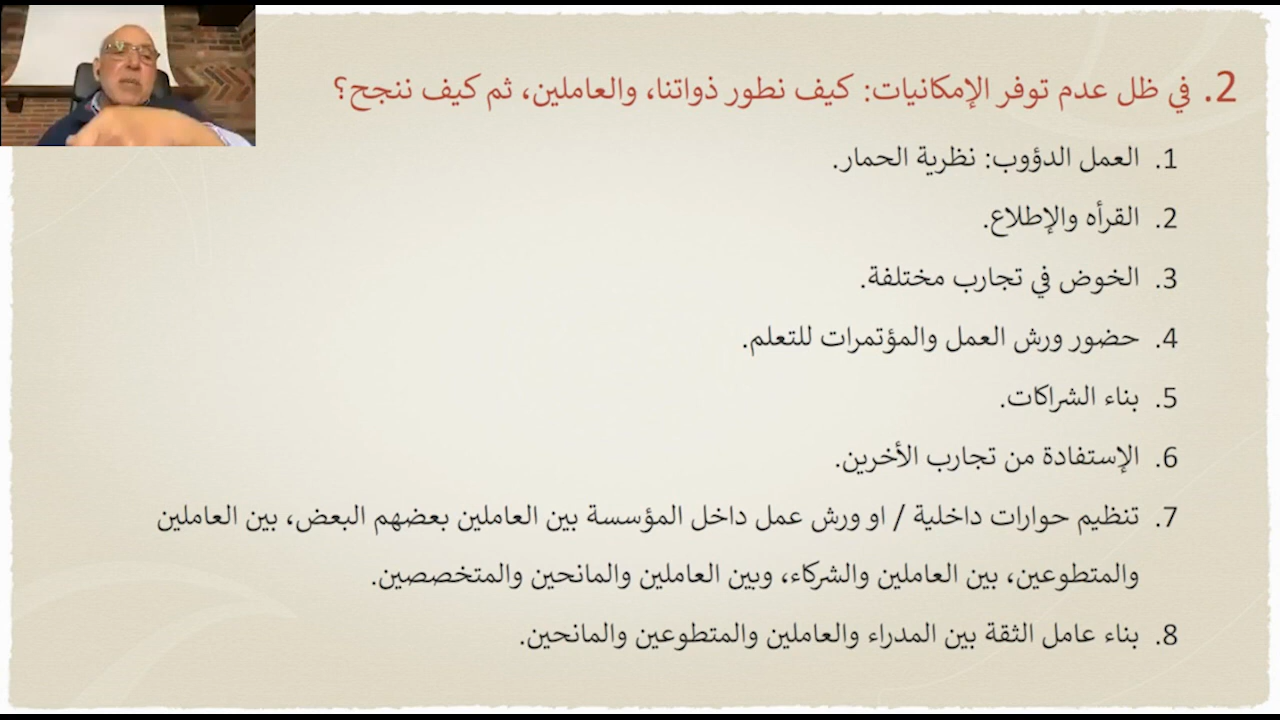 2. في ظل عدم توفر الإمكانيات: كيف نطور ذواتنا، والعاملين، ثم كيف ننجح؟
1. العمل الدؤوب: نظرية الحمار.
2. القرأه والإطلاع.
3. الخوض في تجارب مختلفة.
4. حضور ورش العمل والمؤتمرات للتعلم.
5. بناء الشراكات.
6. الإستفادة من تجارب الأخرين.
7. تنظيم حوارات داخلية / او ورش عمل داخل المؤسسة بين العاملين بعضهم البعض، بين العاملين
والمتطوعين، بين العاملين والشركاء، وبين العاملين والمانحين والمتخصصين.
8. بناء عامل الثقة بين المدراء والعاملين والمتطوعين والمانحين.